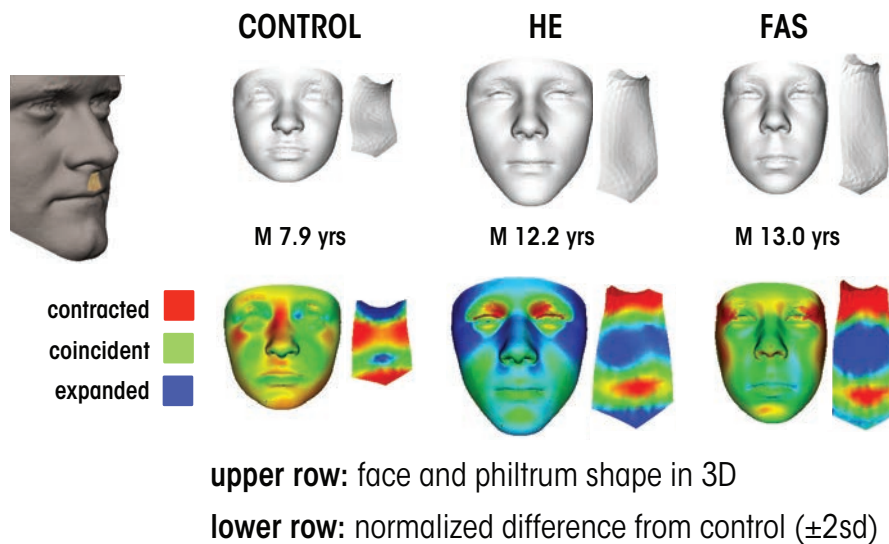 CONTROL HE FAS
M 7.9 yrs M 12.2 yrs M 13.0 yrs
contracted
coincident
expanded
upper row: face and philtrum shape in 3D
lower row: normalized difference from control (±2sd)